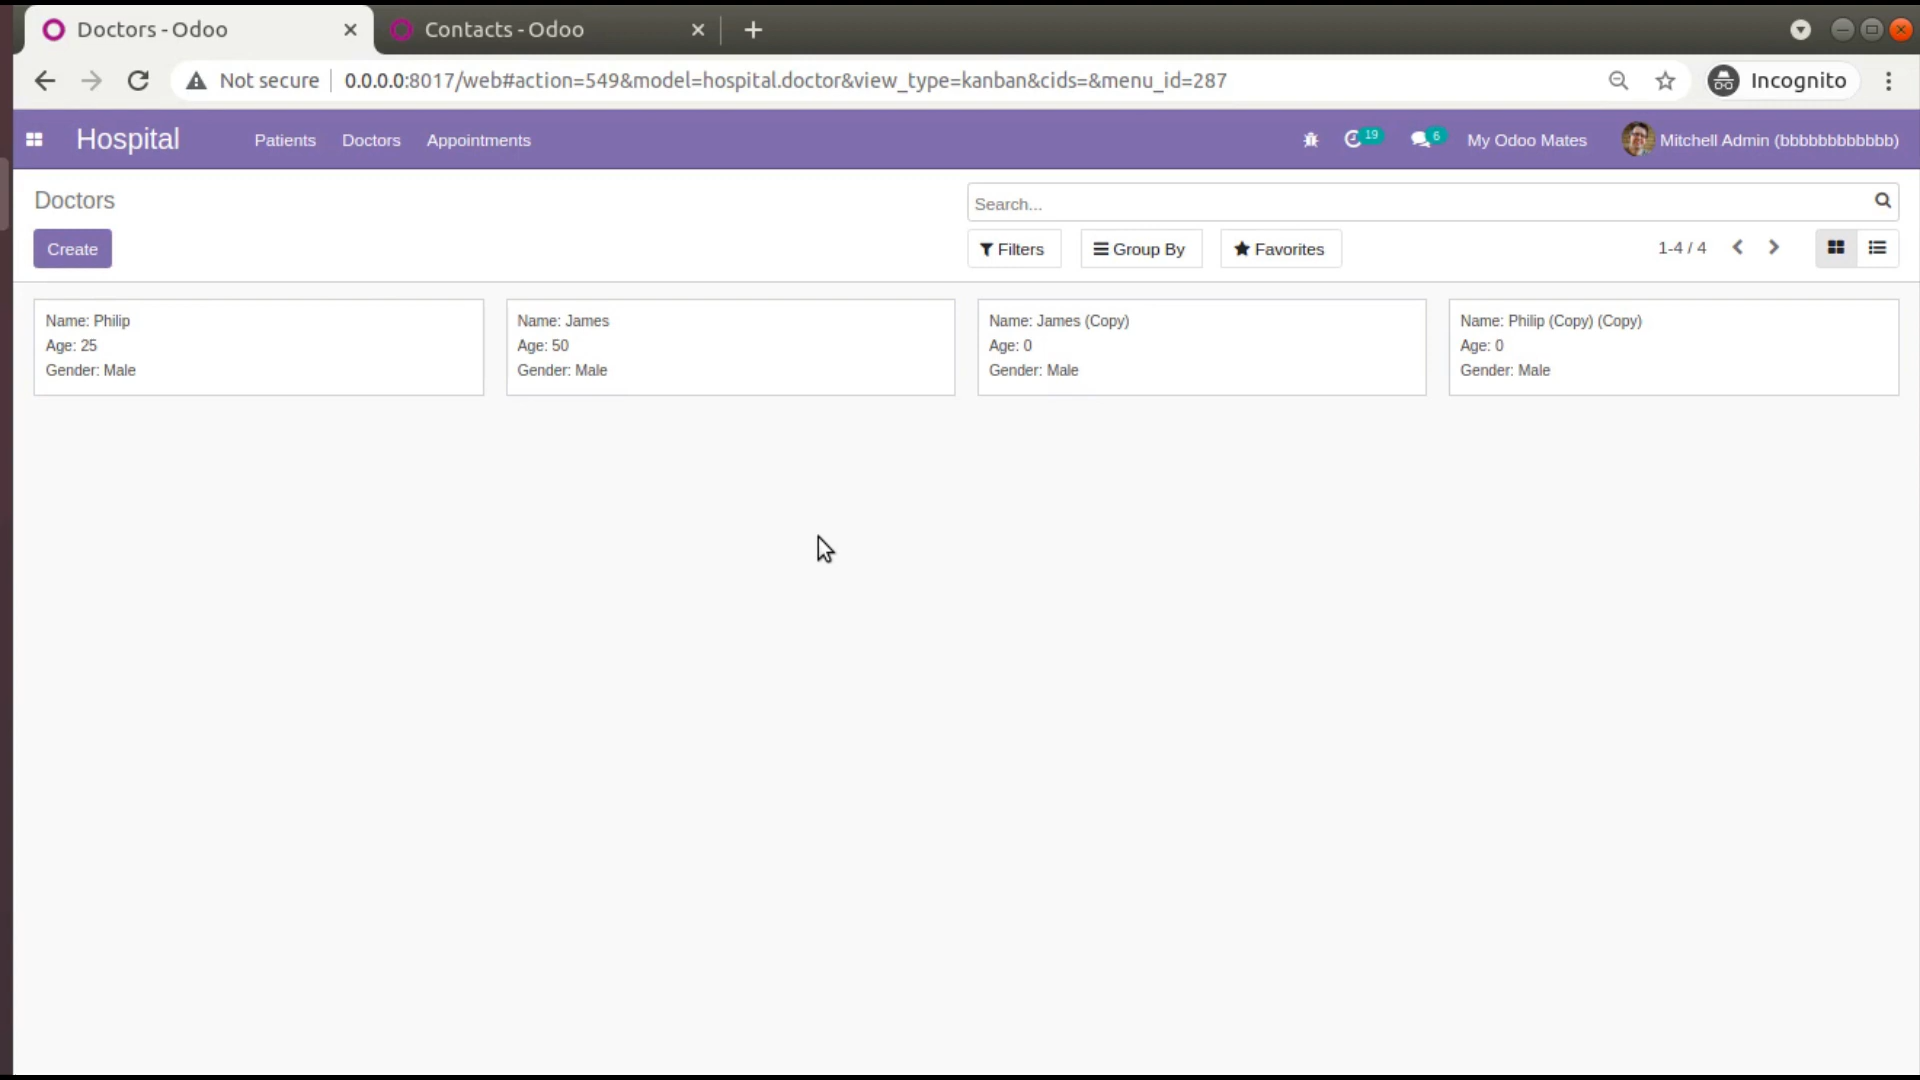 Doctors - Odoo
Contacts - Odoo
Not secure
0.0.0.0:8017/web#action=549&model=hospital.doctor&view_type=kanban&cids=&menu_id=287
Incognito
Hospital
Patients
Doctors
Appointments
19
6
My Odoo Mates
Mitchell Admin (bbbbbbbbbbbb)
Doctors
Search...
Create
Filters
Group By
Favorites
1-4 / 4
Name: Philip
Age: 25
Gender: Male
Name: James
Age: 50
Gender: Male
Name: James (Copy)
Age: 0
Gender: Male
Name: Philip (Copy) (Copy)
Age: 0
Gender: Male